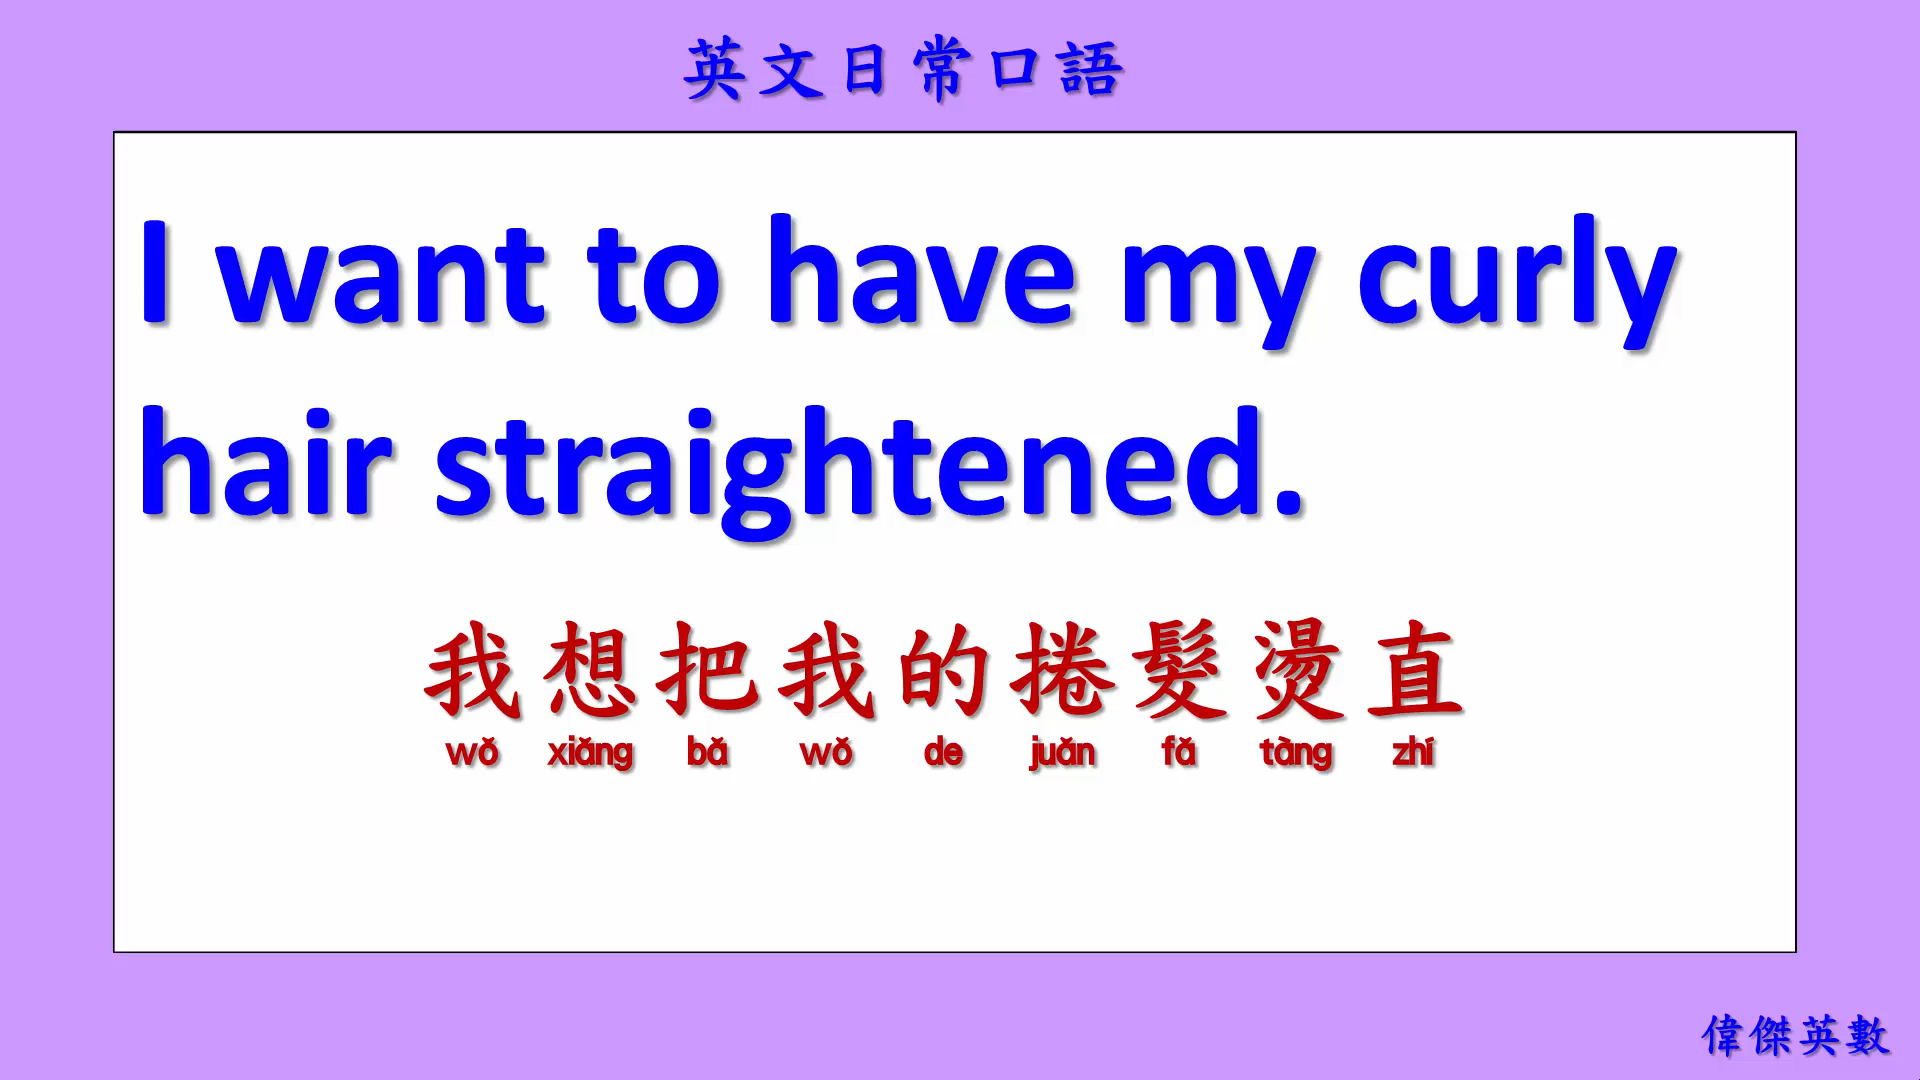 英文日常口語
I want to have my curly
hair straightened.
我想把我的捲髮燙直
wǒ xiǎng bǎ wǒ de juǎn fǎ tàng zhí
偉傑英數